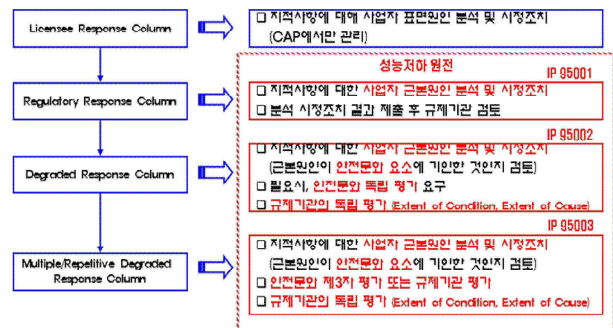 Licensee Response Column
□ 지적사항에 대해 사업자 표면원인 분석 및 시정조치
(CAP에서만 관리)
성능저하 원전
IP 95001
Regulatory Response Column
□ 지적사항에 대한 사업자 근본원인 분석 및 시정조치
□ 분석 시정조치 결과 제출 후 규제기관 검토
IP 95002
Degraded Response Column
□ 지적사항에 대한 사업자 근본원인 분석 및 시정조치
(근본원인이 안전문화 요소에 기인한 것인지 검토)
□ 필요시, 안전문화 독립 평가 요구
□ 규제기관의 독립 평가 (Extent of Condition, Extent of Cause)
IP 95003
Multiple/Repetitive Degraded
Response Column
□ 지적사항에 대한 사업자 근본원인 분석 및 시정조치
(근본원인이 안전문화 요소에 기인한 것인지 검토)
□ 안전문화 제3자 평가 또는 규제기관 평가
□ 규제기관의 독립 평가 (Extent of Condition, Extent of Cause)